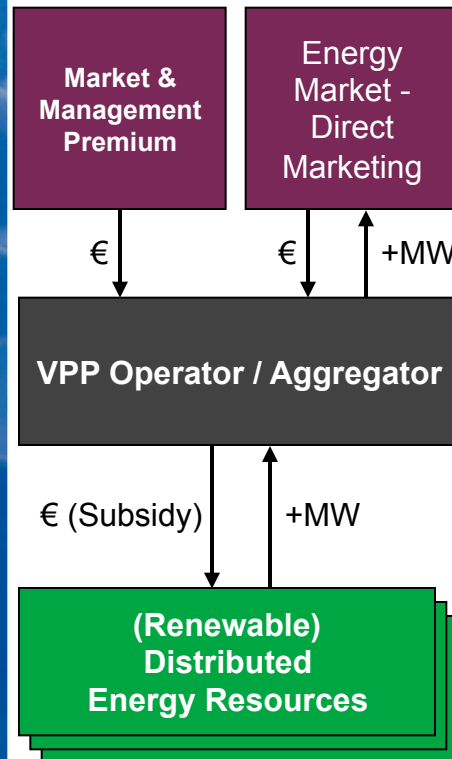 Market &
Management
Premium
Energy
Market -
Direct
Marketing
€
€
+MW
VPP Operator / Aggregator
€ (Subsidy)
+MW
(Renewable)
Distributed
Energy Resources